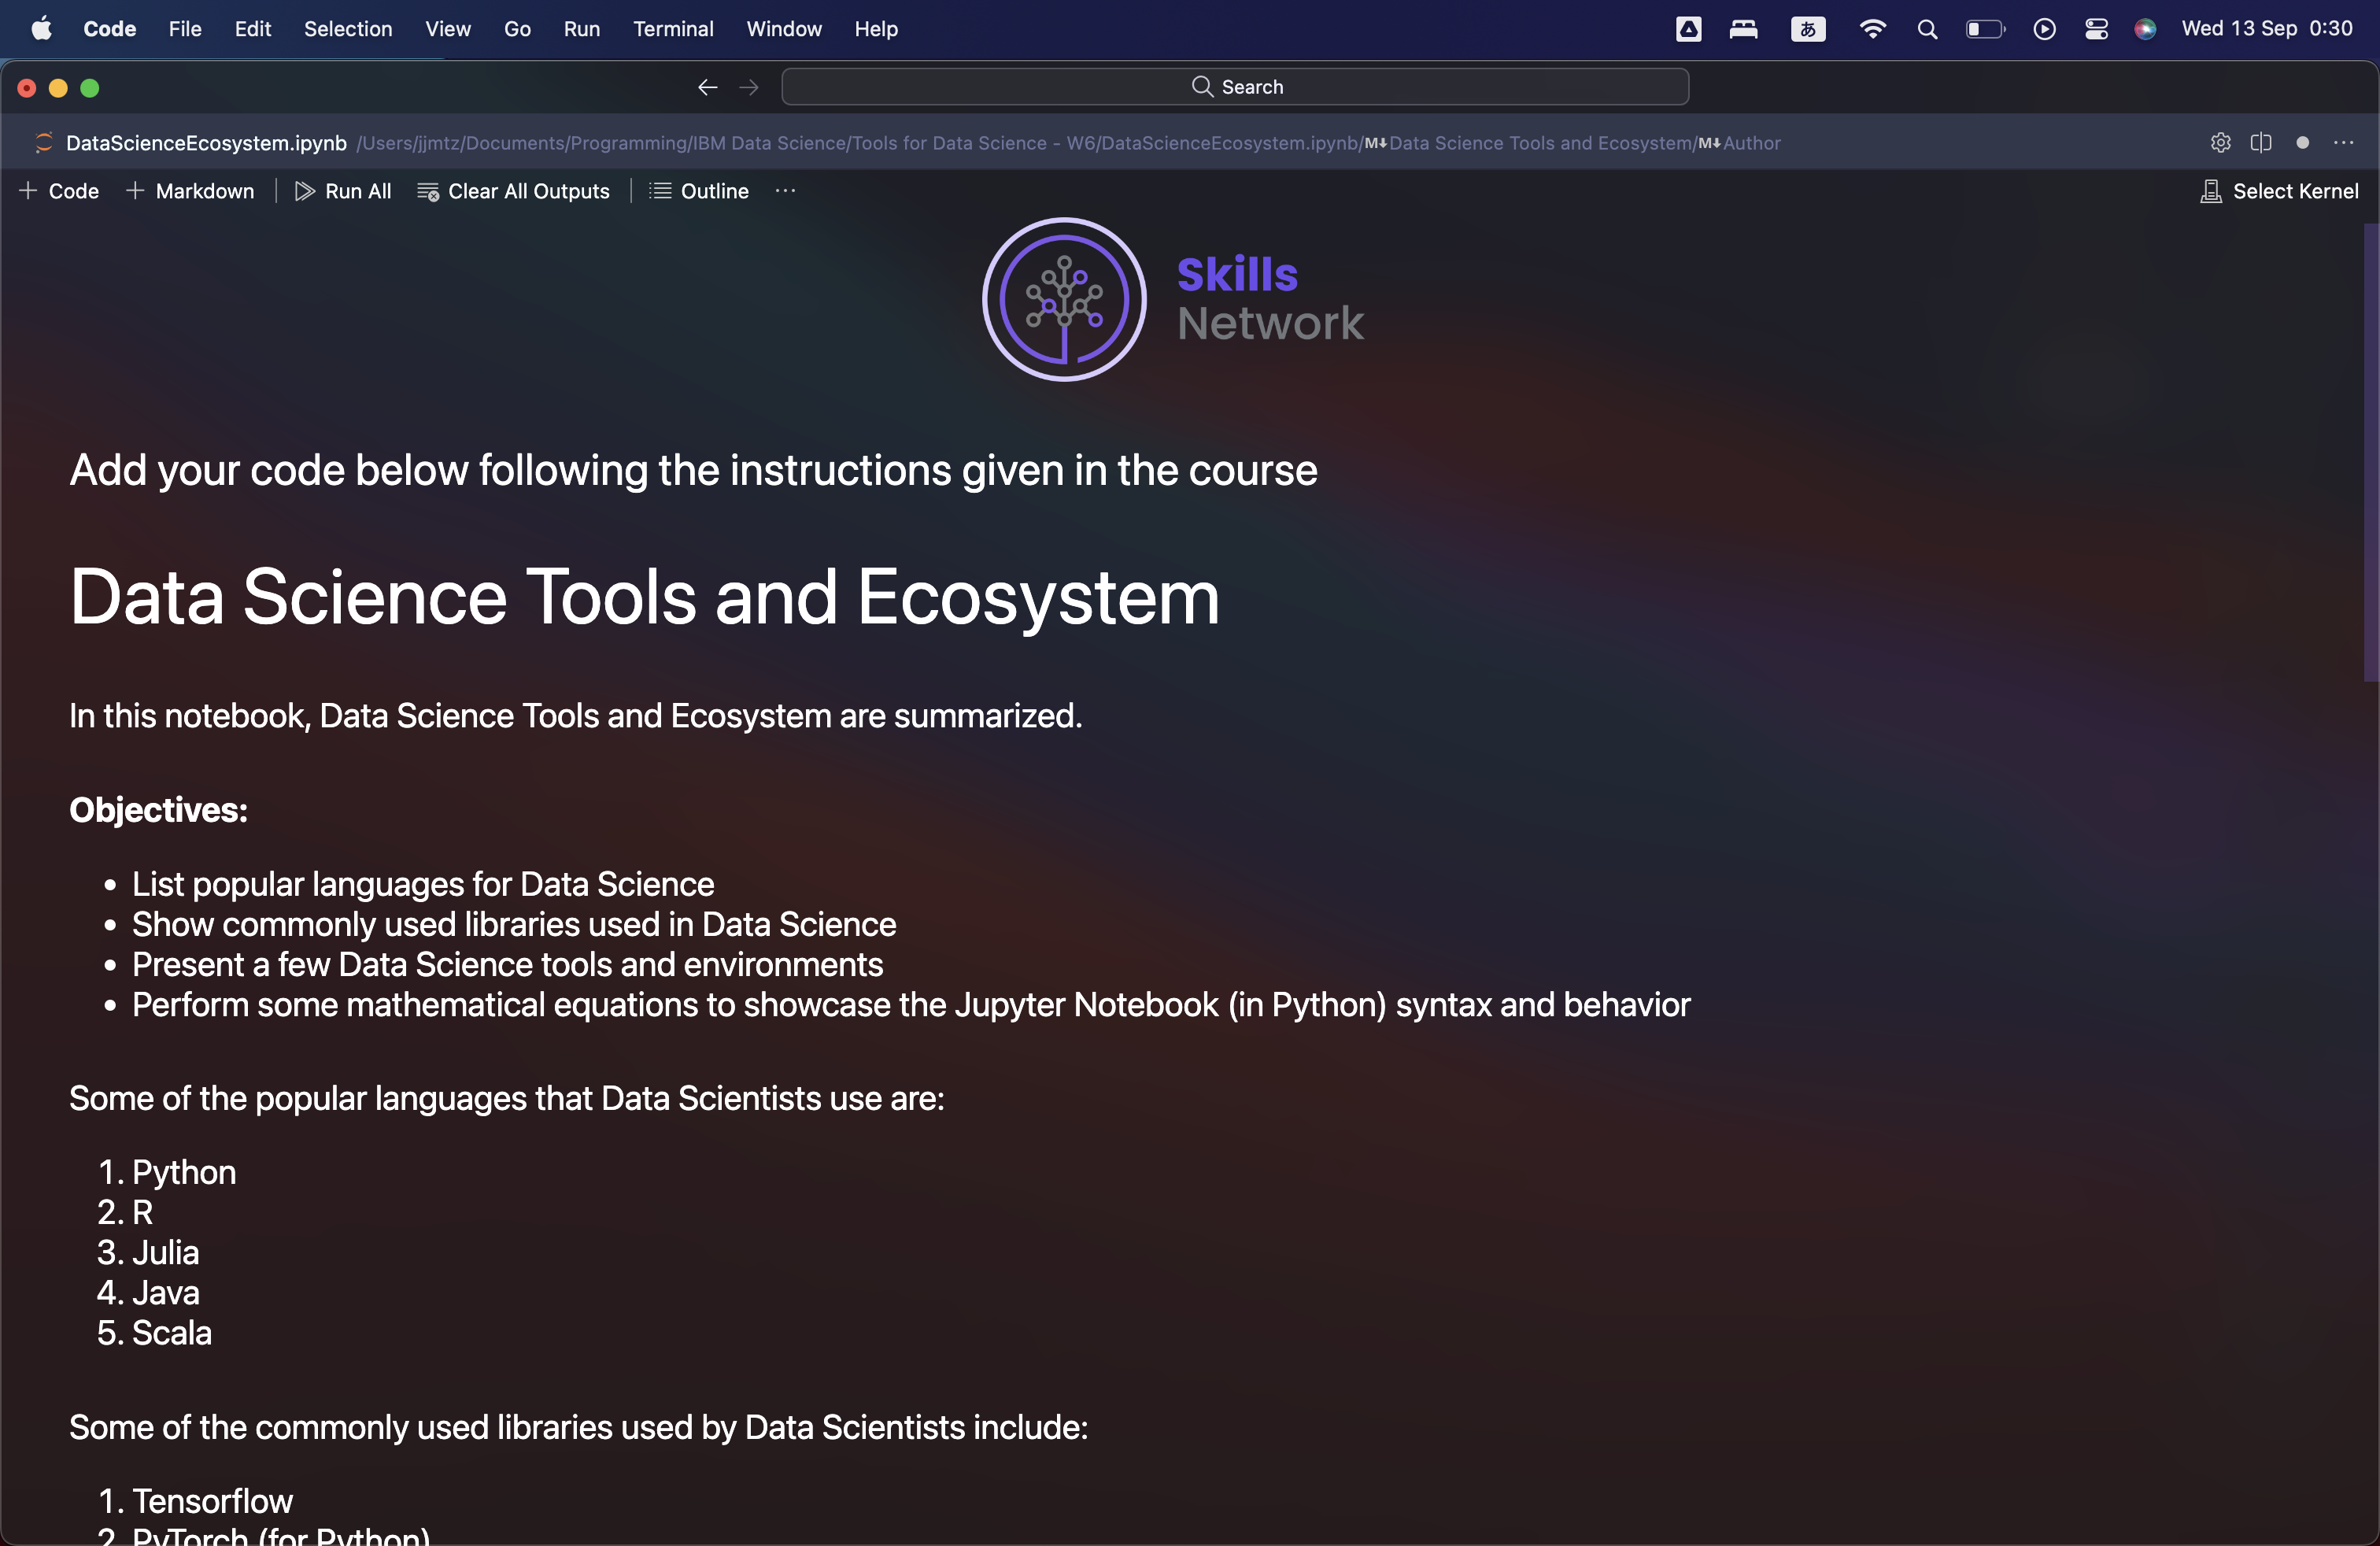 Code File Edit Selection View Go Run Terminal Window Help あ Wed 13 Sep 0:30
Search
DataScienceEcosystem.ipynb /Users/jjmtz/Documents/Programming/IBM Data Science/Tools for Data Science - W6/DataScienceEcosystem.ipynb/M↓Data Science Tools and Ecosystem/M↓Author
+ Code + Markdown Run All Clear All Outputs Outline ... Select Kernel
Skills
Network
Add your code below following the instructions given in the course
Data Science Tools and Ecosystem
In this notebook, Data Science Tools and Ecosystem are summarized.
Objectives:
• List popular languages for Data Science
• Show commonly used libraries used in Data Science
• Present a few Data Science tools and environments
• Perform some mathematical equations to showcase the Jupyter Notebook (in Python) syntax and behavior
Some of the popular languages that Data Scientists use are:
1. Python
2. R
3. Julia
4. Java
5. Scala
Some of the commonly used libraries used by Data Scientists include:
1. Tensorflow
2. PyTorch (for Python)